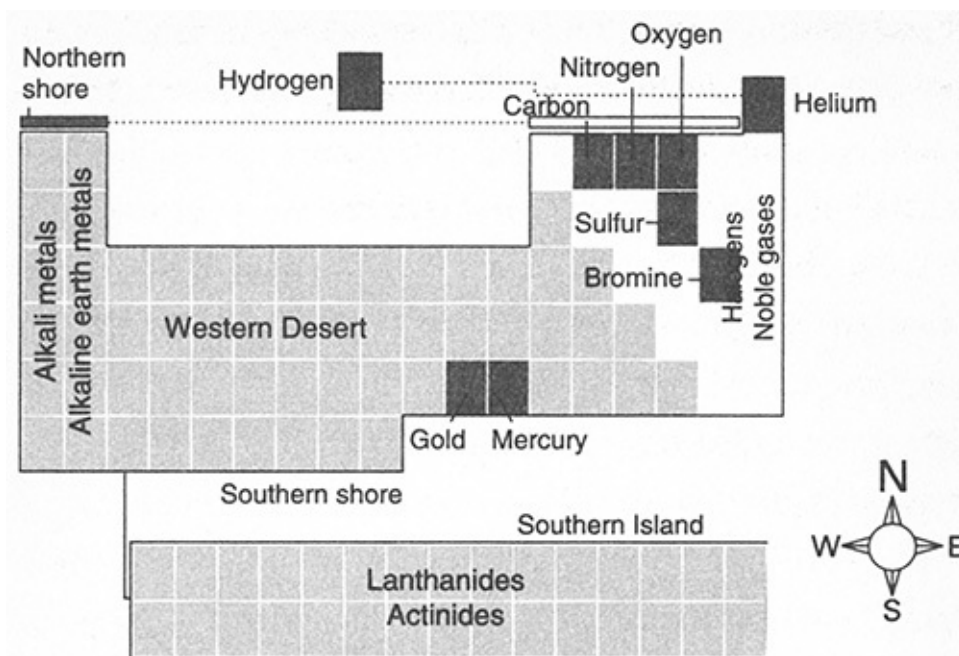 Oxygen
Northern
shore
Hydrogen
Nitrogen
Carbon
Helium
Sulfur
Bromine
Halogens
Noble gases
Alkali metals
Alkaline earth metals
Western Desert
Gold
Mercury
Southern shore
Southern Island
Lanthanides
Actinides
N
W
E
S